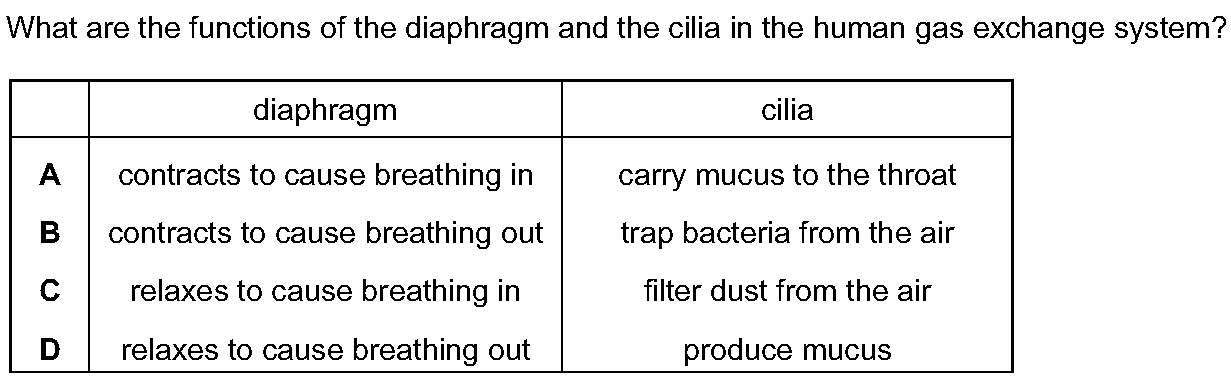 What are the functions of the diaphragm and the cilia in the human gas exchange system?
diaphragm cilia
A contracts to cause breathing in carry mucus to the throat
B contracts to cause breathing out trap bacteria from the air
C relaxes to cause breathing in filter dust from the air
D relaxes to cause breathing out produce mucus